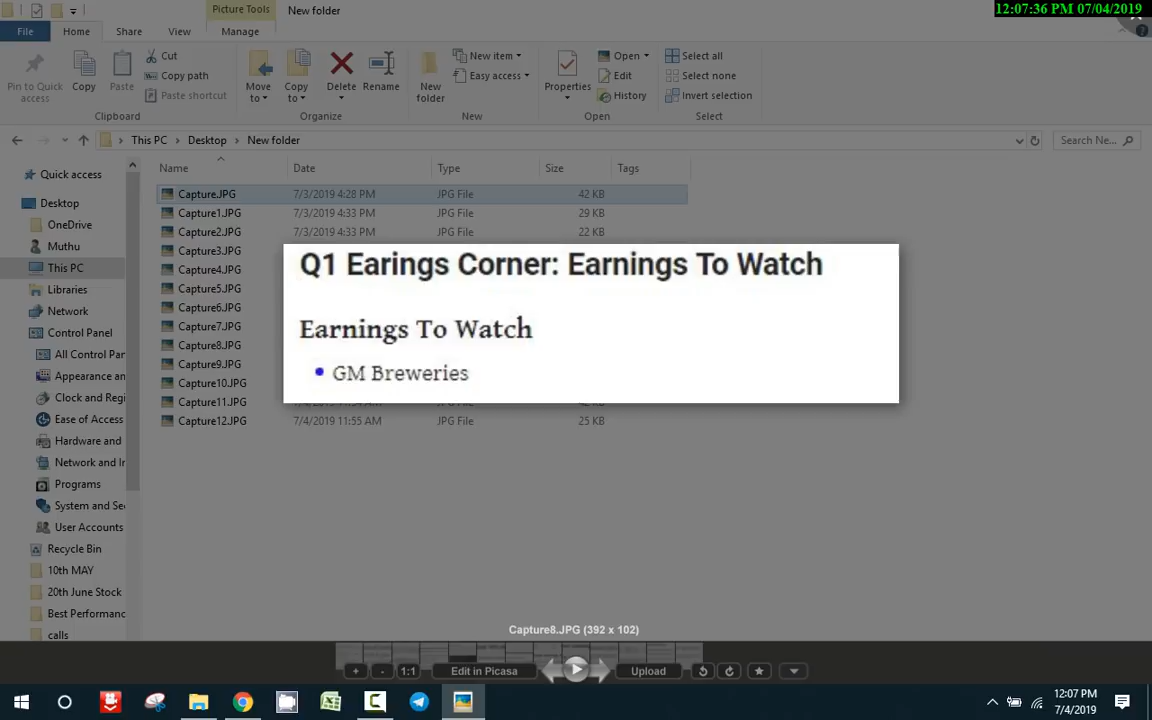 Picture Tools
New folder
12:07:36 PM 07/04/2019
File
Home
Share
View
Manage
Pin to Quick access
Copy
Paste
Cut
Copy path
Paste shortcut
Clipboard
Move to
Copy to
Delete
Rename
Organize
New folder
New item
Easy access
New
Properties
Open
Edit
History
Open
Select all
Select none
Invert selection
Select
This PC
Desktop
New folder
Search Ne...
Name
Date
Type
Size
Tags
Quick access
Desktop
OneDrive
Muthu
This PC
Libraries
Network
Control Panel
All Control Par
Appearance an
Clock and Regi
Ease of Access
Hardware and
Network and In
Programs
System and Sec
User Accounts
Recycle Bin
10th MAY
20th June Stock
Best Performanc
calls
Capture.JPG 7/3/2019 4:28 PM JPG File 42 KB
Capture1.JPG 7/3/2019 4:33 PM JPG File 29 KB
Capture2.JPG 7/3/2019 4:33 PM JPG File 22 KB
Capture3.JPG
Capture4.JPG
Capture5.JPG
Capture6.JPG
Capture7.JPG
Capture8.JPG
Capture9.JPG
Capture10.JPG
Capture11.JPG
Capture12.JPG 7/4/2019 11:55 AM JPG File 25 KB
Q1 Earings Corner: Earnings To Watch
Earnings To Watch
GM Breweries
Capture8.JPG (392 x 102)
+
-
1:1
Edit in Picasa
Upload
12:07 PM
7/4/2019